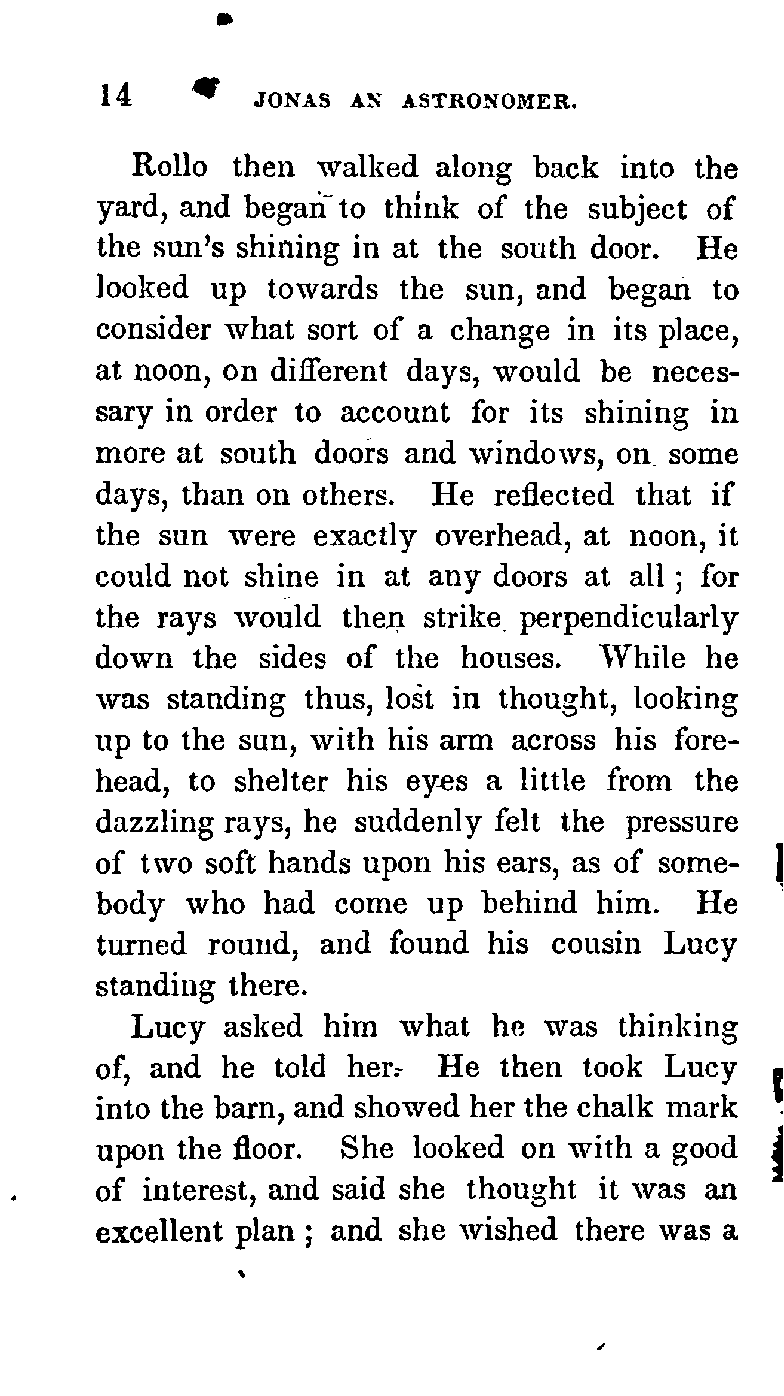 14 JONAS AN ASTRONOMER.
Rollo then walked along back into the
yard, and began to think of the subject of
the sun's shining in at the south door. He
looked up towards the sun, and began to
consider what sort of a change in its place,
at noon, on different days, would be neces-
sary in order to account for its shining in
more at south doors and windows, on some
days, than on others. He reflected that if
the sun were exactly overhead, at noon, it
could not shine in at any doors at all ; for
the rays would then strike perpendicularly
down the sides of the houses. While he
was standing thus, lost in thought, looking
up to the sun, with his arm across his fore-
head, to shelter his eyes a little from the
dazzling rays, he suddenly felt the pressure
of two soft hands upon his ears, as of some-
body who had come up behind him. He
turned round, and found his cousin Lucy
standing there.
Lucy asked him what he was thinking
of, and he told her. He then took Lucy
into the barn, and showed her the chalk mark
upon the floor. She looked on with a good
of interest, and said she thought it was an
excellent plan ; and she wished there was a